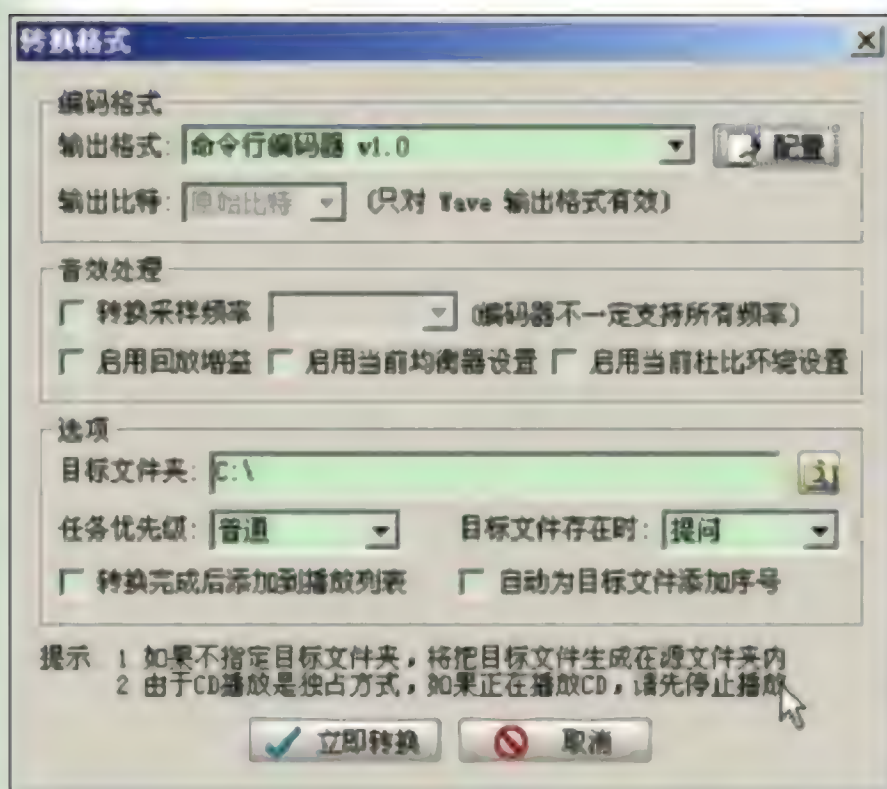 转换格式
编码格式
输出格式: 命令行编码器 v1.0 配置
输出比特: 原始比特 (只对 Wave 输出格式有效)
音效处理
转换采样频率 (编码器不一定支持所有频率)
启用回放增益 启用当前均衡器设置 启用当前杜比环绕设置
选项
目标文件夹: C:\
任务优先级: 普通 目标文件存在时: 提问
转换完成后添加到播放列表 自动为目标文件添加序号
提示 1 如果不指定目标文件夹，将把目标文件生成在源文件夹内
2 由于CD播放是独占方式，如果正在播放CD，请先停止播放
立即转换 取消